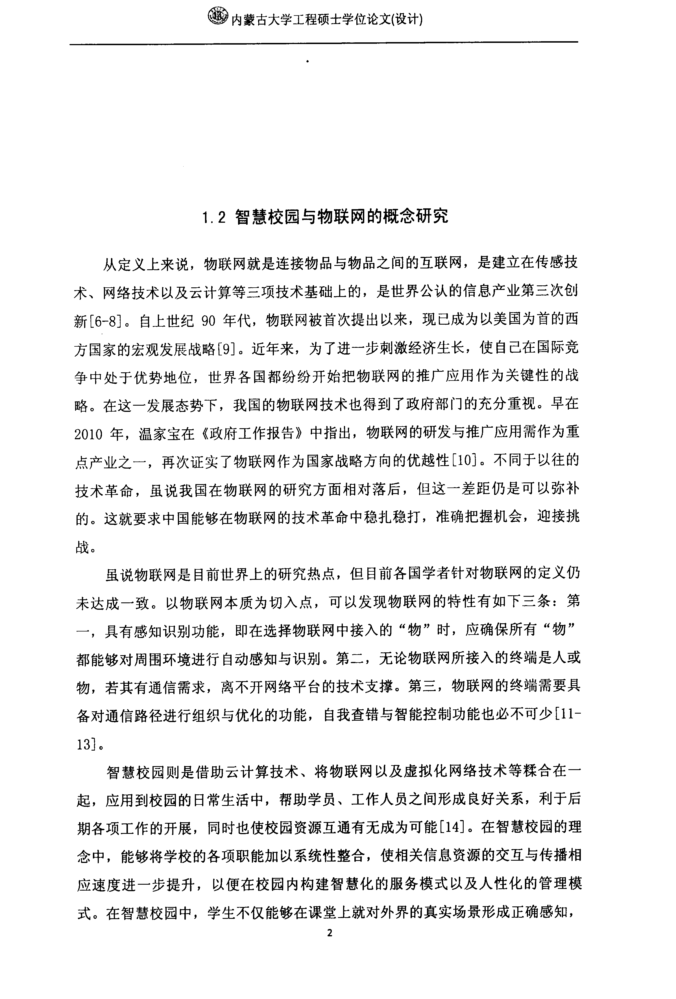 内蒙古大学工程硕士学位论文(设计)
1.2 智慧校园与物联网的概念研究
从定义上来说，物联网就是连接物品与物品之间的互联网，是建立在传感技
术、网络技术以及云计算等三项技术基础上的，是世界公认的信息产业第三次创
新[6-8]。自上世纪 90 年代，物联网被首次提出以来，现已成为以美国为首的西
方国家的宏观发展战略[9]。近年来，为了进一步刺激经济生长，使自己在国际竞
争中处于优势地位，世界各国都纷纷开始把物联网的推广应用作为关键性的战
略。在这一发展态势下，我国的物联网技术也得到了政府部门的充分重视。早在
2010 年，温家宝在《政府工作报告》中指出，物联网的研发与推广应用需作为重
点产业之一，再次证实了物联网作为国家战略方向的优越性[10]。不同于以往的
技术革命，虽说我国在物联网的研究方面相对落后，但这一差距仍是可以弥补
的。这就要求中国能够在物联网的技术革命中稳扎稳打，准确把握机会，迎接挑
战。
虽说物联网是目前世界上的研究热点，但目前各国学者针对物联网的定义仍
未达成一致。以物联网本质为切入点，可以发现物联网的特性有如下三条：第
一，具有感知识别功能，即在选择物联网中接入的“物”时，应确保所有“物”
都能够对周围环境进行自动感知与识别。第二，无论物联网所接入的终端是人或
物，若其有通信需求，离不开网络平台的技术支撑。第三，物联网的终端需要具
备对通信路径进行组织与优化的功能，自我查错与智能控制功能也必不可少[11-
13]。
智慧校园则是借助云计算技术、将物联网以及虚拟化网络技术等糅合在一
起，应用到校园的日常生活中，帮助学员、工作人员之间形成良好关系，利于后
期各项工作的开展，同时也使校园资源互通有无成为可能[14]。在智慧校园的理
念中，能够将学校的各项职能加以系统性整合，使相关信息资源的交互与传播相
应速度进一步提升，以便在校园内构建智慧化的服务模式以及人性化的管理模
式。在智慧校园中，学生不仅能够在课堂上就对外界的真实场景形成正确感知，
2